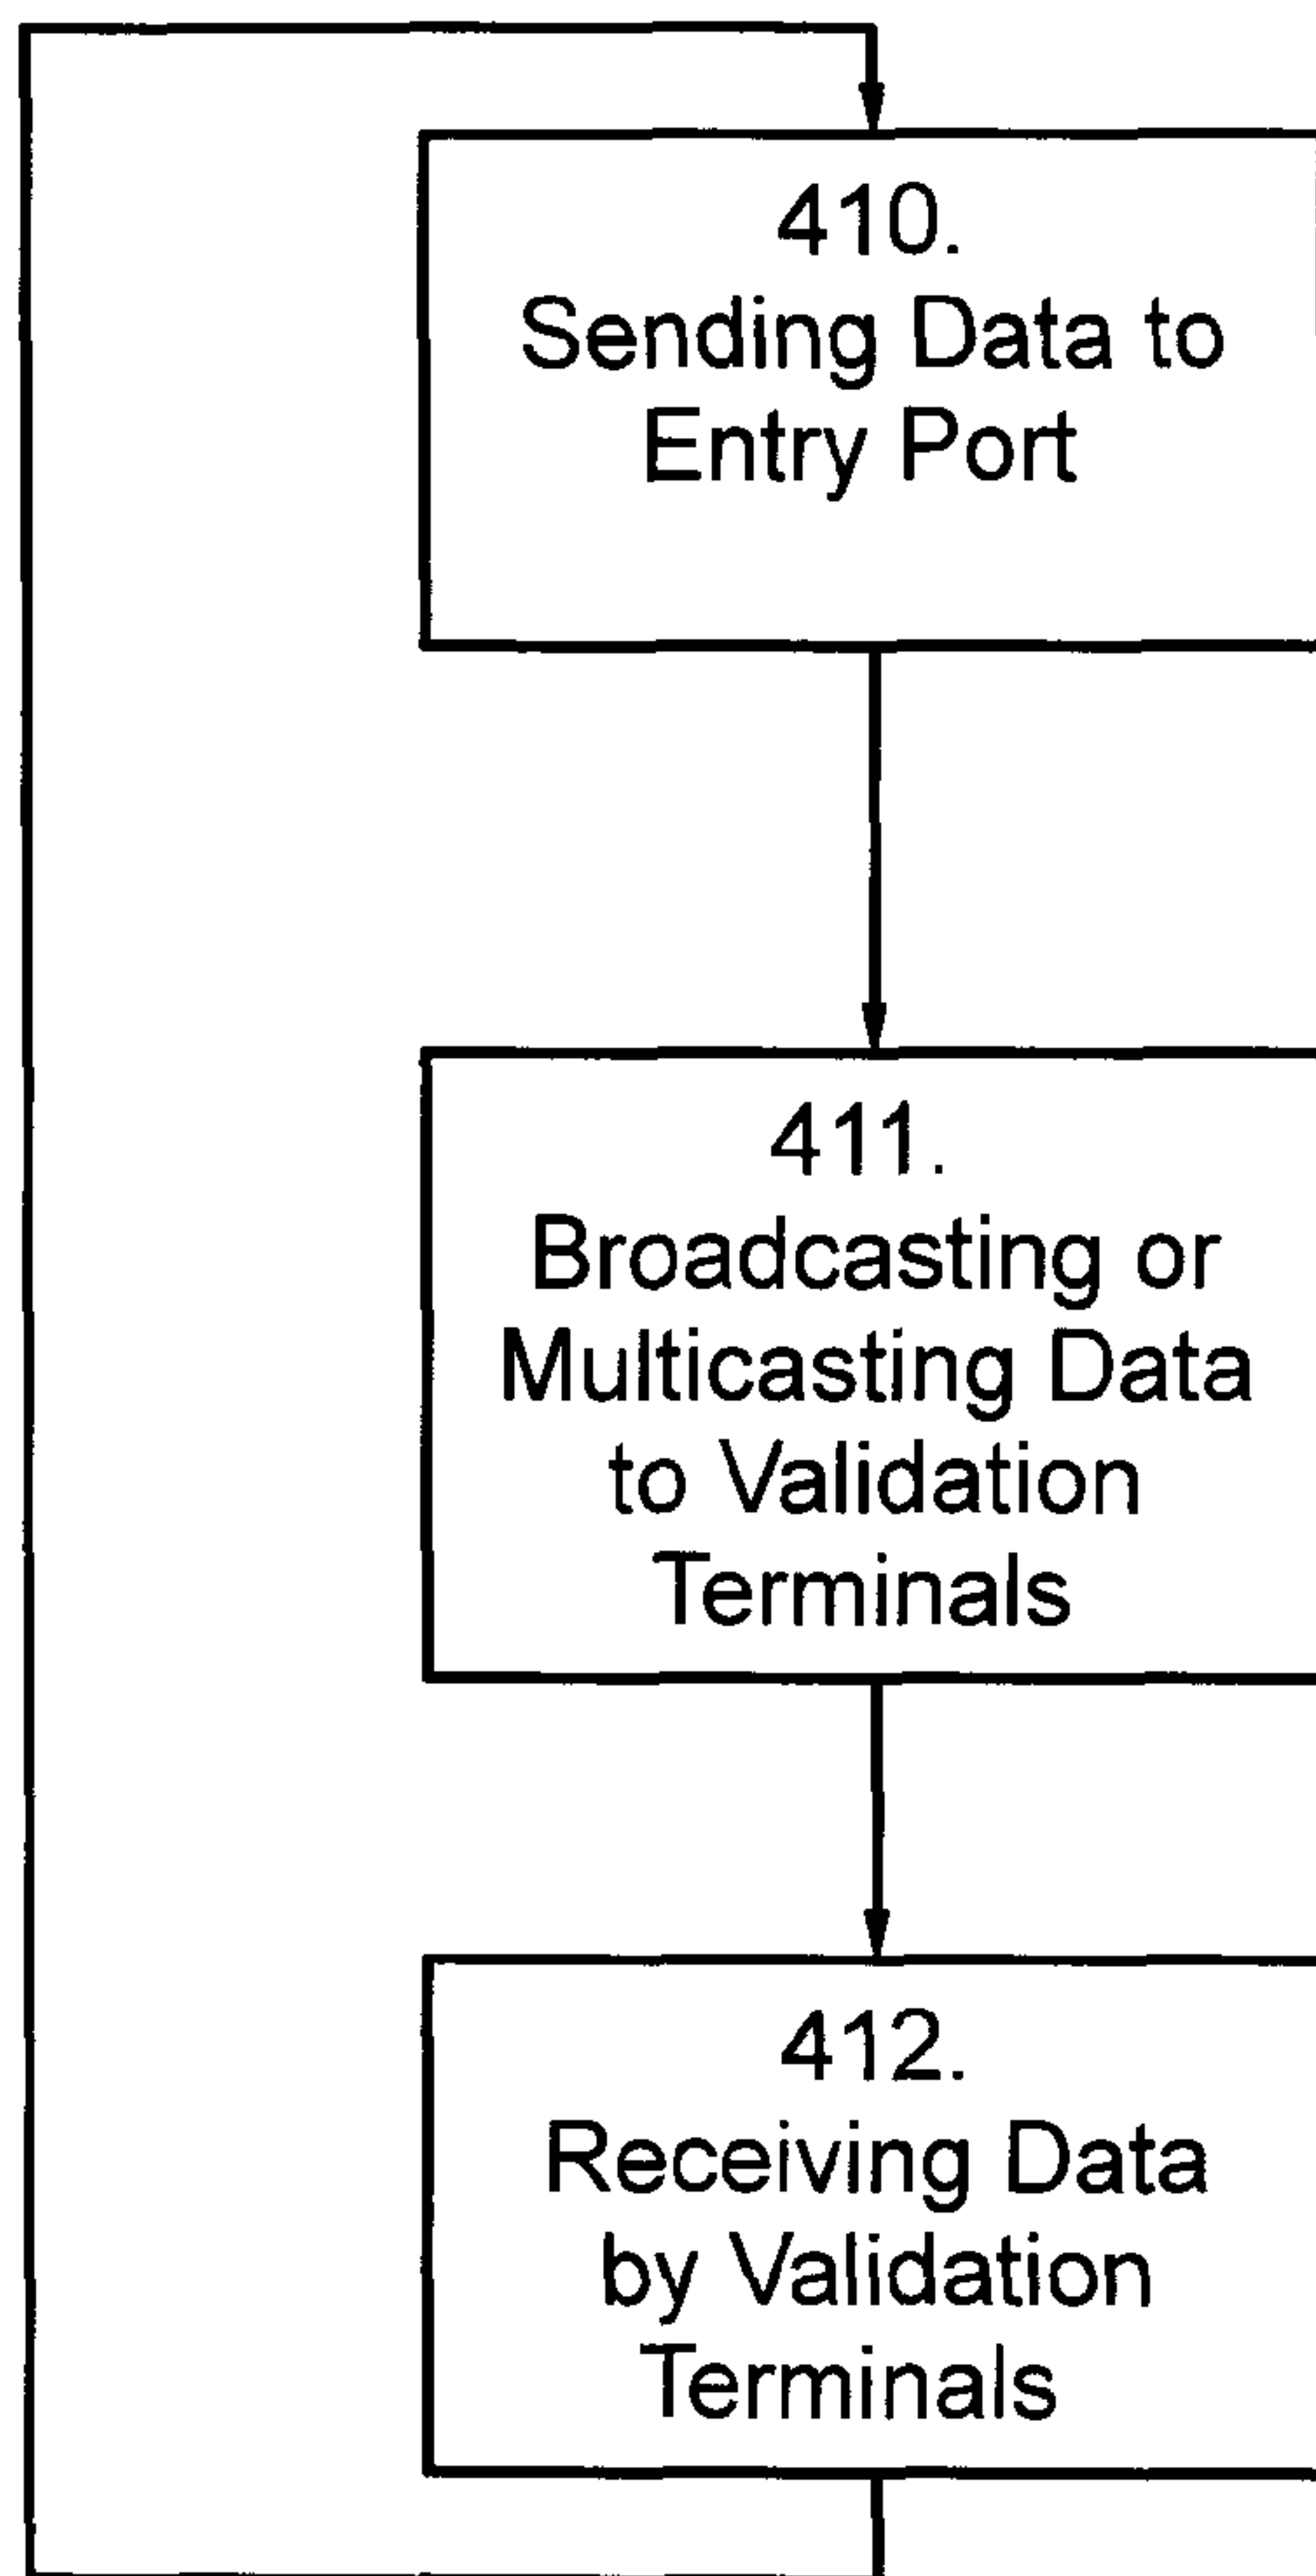 410.
Sending Data to
Entry Port
411.
Broadcasting or
Multicasting Data
to Validation
Terminals
412.
Receiving Data
by Validation
Terminals